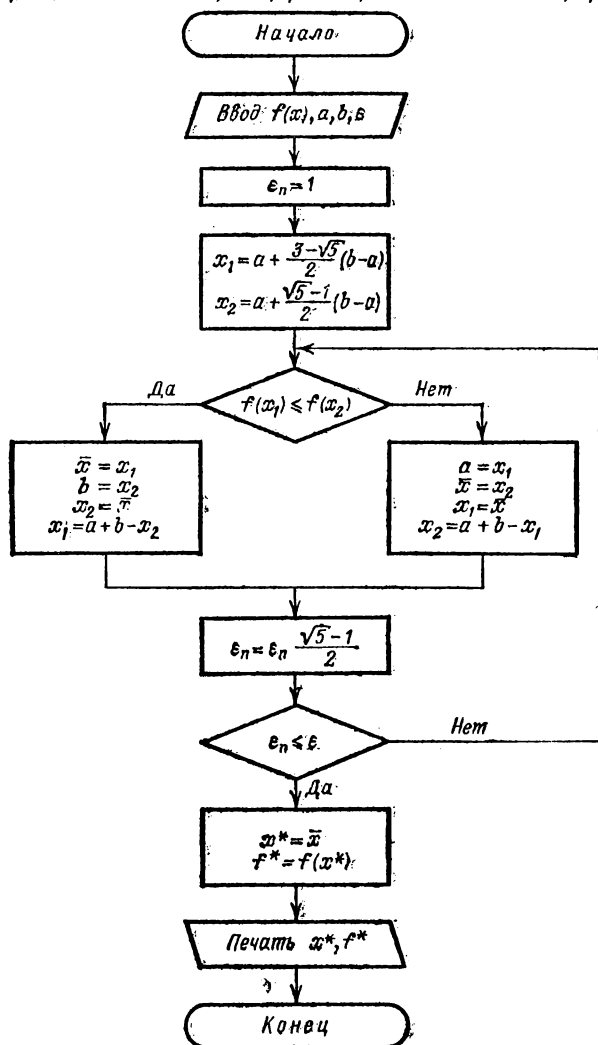 Начало
Ввод f(x), a, b, ε
εₙ = 1
x₁ = a + (3-√5)/2 (b-a)
x₂ = a + (√5-1)/2 (b-a)
Да
f(x₁) ≤ f(x₂)
Нет
x̄ = x₁
b = x₂
x₂ = x̄
x₁ = a + b - x₂
a = x₁
x̄ = x₂
x₁ = x̄
x₂ = a + b - x₁
εₙ = εₙ (√5-1)/2
εₙ ≤ ε
Нет
Да
x* = x̄
f* = f(x*)
Печать x*, f*
Конец